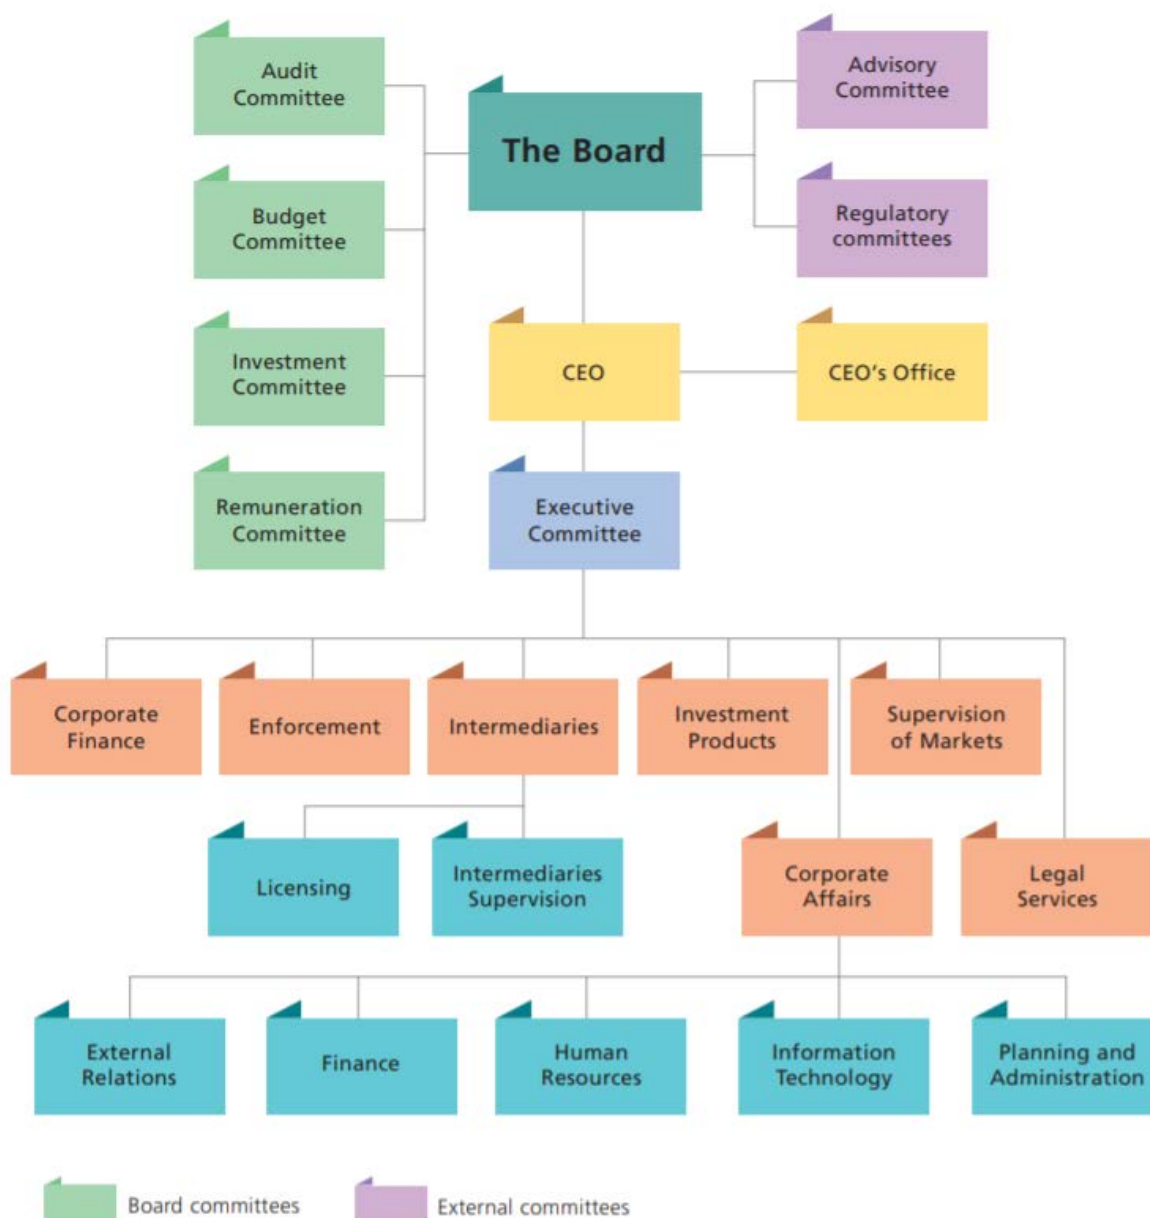 Audit
Committee
Advisory
Committee
The Board
Budget
Committee
Regulatory
committees
Investment
Committee
CEO
CEO's Office
Remuneration
Committee
Executive
Committee
Corporate
Finance
Enforcement
Intermediaries
Investment
Products
Supervision
of Markets
Licensing
Intermediaries
Supervision
Corporate
Affairs
Legal
Services
External
Relations
Finance
Human
Resources
Information
Technology
Planning and
Administration
Board committees
External committees